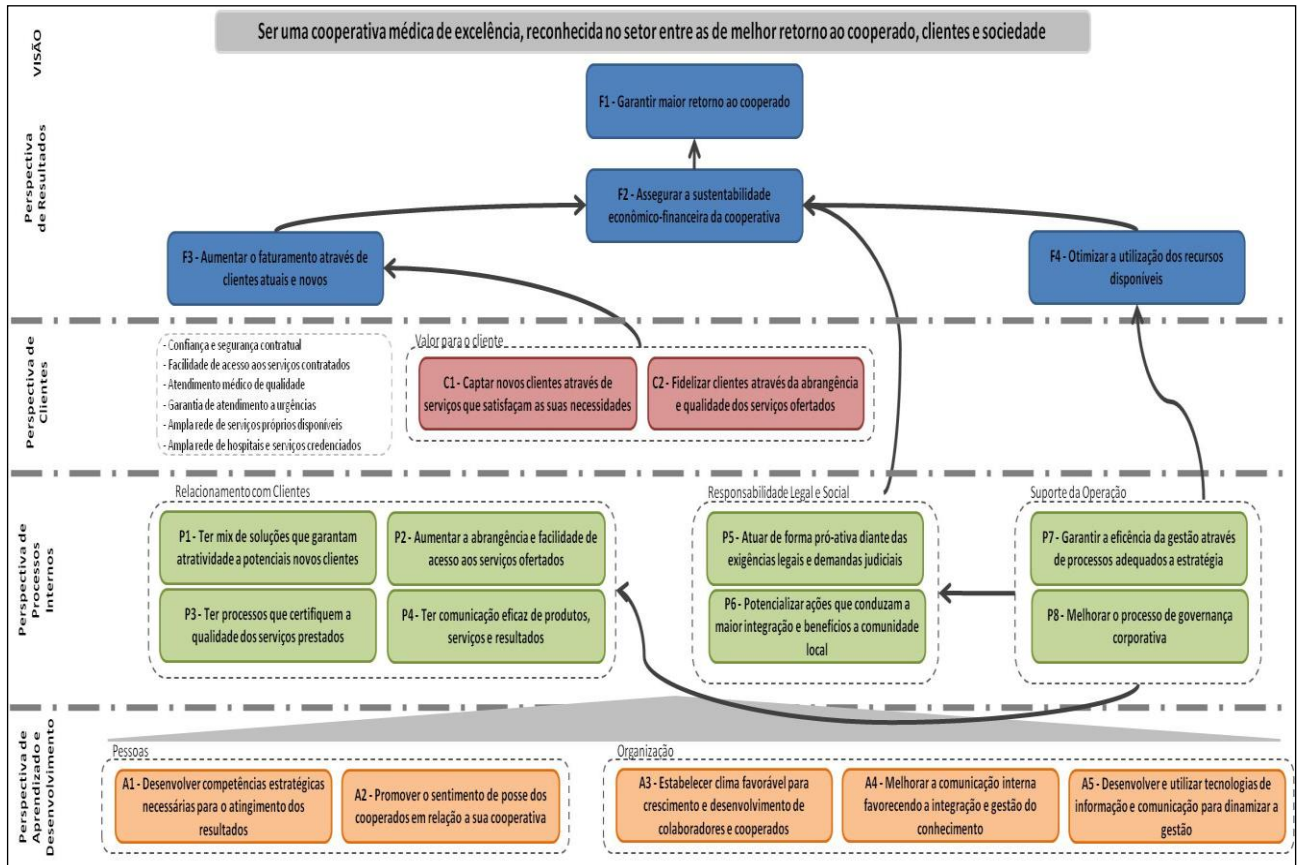 VISÃO
Ser uma cooperativa médica de excelência, reconhecida no setor entre as de melhor retorno ao cooperado, clientes e sociedade
Perspectiva
de Resultados
F1 - Garantir maior retorno ao cooperado
F2 - Assegurar a sustentabilidade
econômico-financeira da cooperativa
F3 - Aumentar o faturamento através de
clientes atuais e novos
F4 - Otimizar a utilização dos recursos
disponíveis
Perspectiva de
Clientes
- Confiança e segurança contratual
- Facilidade de acesso aos serviços contratados
- Atendimento médico de qualidade
- Garantia de atendimento a urgências
- Ampla rede de serviços próprios disponíveis
- Ampla rede de hospitais e serviços credenciados
Valor para o cliente
C1 - Captar novos clientes através de
serviços que satisfaçam as suas necessidades
C2 - Fidelizar clientes através da abrangência
e qualidade dos serviços ofertados
Perspectiva de
Processos
Internos
Relacionamento com Clientes
P1 - Ter mix de soluções que garantam
atratividade a potenciais novos clientes
P2 - Aumentar a abrangência e facilidade de
acesso aos serviços ofertados
P3 - Ter processos que certifiquem a
qualidade dos serviços prestados
P4 - Ter comunicação eficaz de produtos,
serviços e resultados
Responsabilidade Legal e Social
P5 - Atuar de forma pró-ativa diante das
exigências legais e demandas judiciais
P6 - Potencializar ações que conduzam a
maior integração e benefícios a comunidade
local
Suporte da Operação
P7 - Garantir a eficiência da gestão através
de processos adequados a estratégia
P8 - Melhorar o processo de governança
corporativa
Perspectiva de
Aprendizado e
Desenvolvimento
Pessoas
A1 - Desenvolver competências estratégicas
necessárias para o atingimento dos
resultados
A2 - Promover o sentimento de posse dos
cooperados em relação a sua cooperativa
Organização
A3 - Estabelecer clima favorável para
crescimento e desenvolvimento de
colaboradores e cooperados
A4 - Melhorar a comunicação interna
favorecendo a integração e gestão do
conhecimento
A5 - Desenvolver e utilizar tecnologias de
informação e comunicação para dinamizar a
gestão